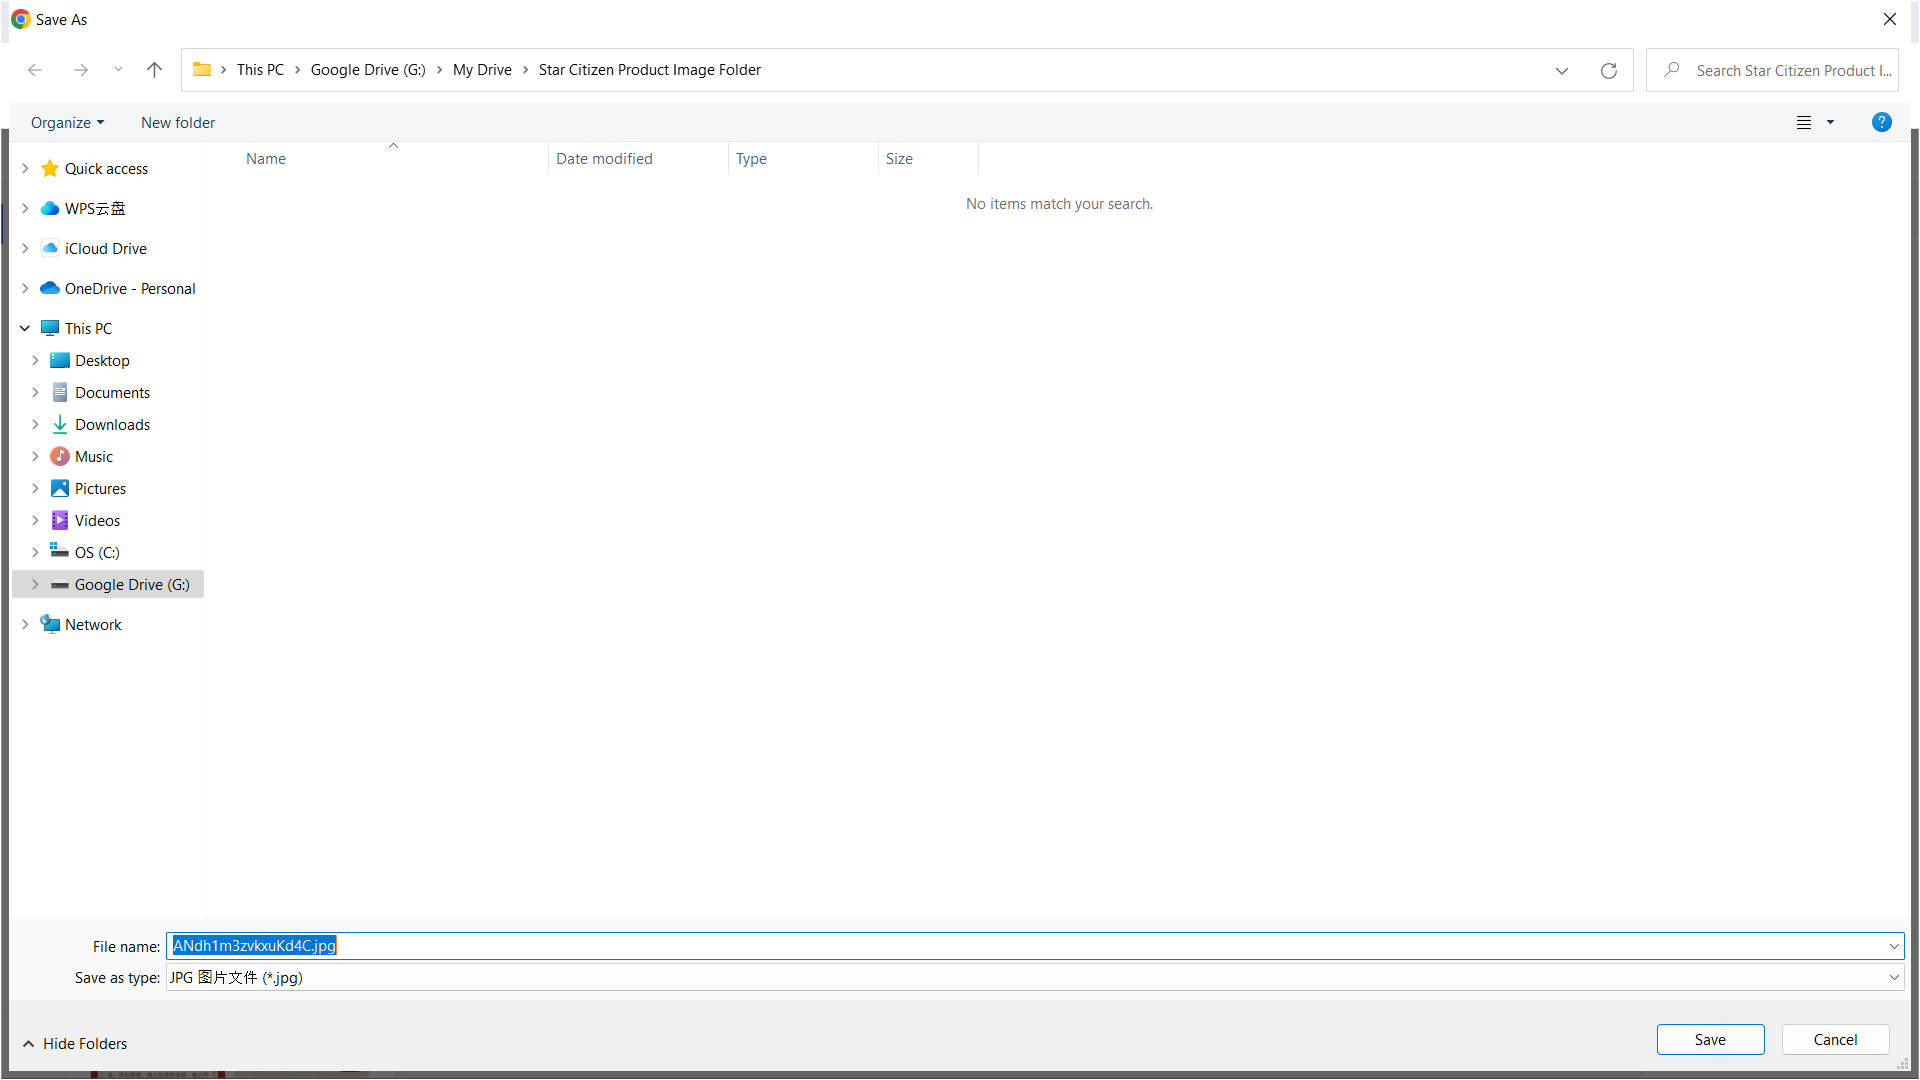 Save As
This PC > Google Drive (G:) > My Drive > Star Citizen Product Image Folder
Search Star Citizen Product I...
Organize
New folder
?
Name
Date modified
Type
Size
No items match your search.
Quick access
WPS云盘
iCloud Drive
OneDrive - Personal
This PC
Desktop
Documents
Downloads
Music
Pictures
Videos
OS (C:)
Google Drive (G:)
Network
File name: ANdh1m3zvkxuKd4C.jpg
Save as type: JPG 图片文件 (*.jpg)
Hide Folders
Save
Cancel